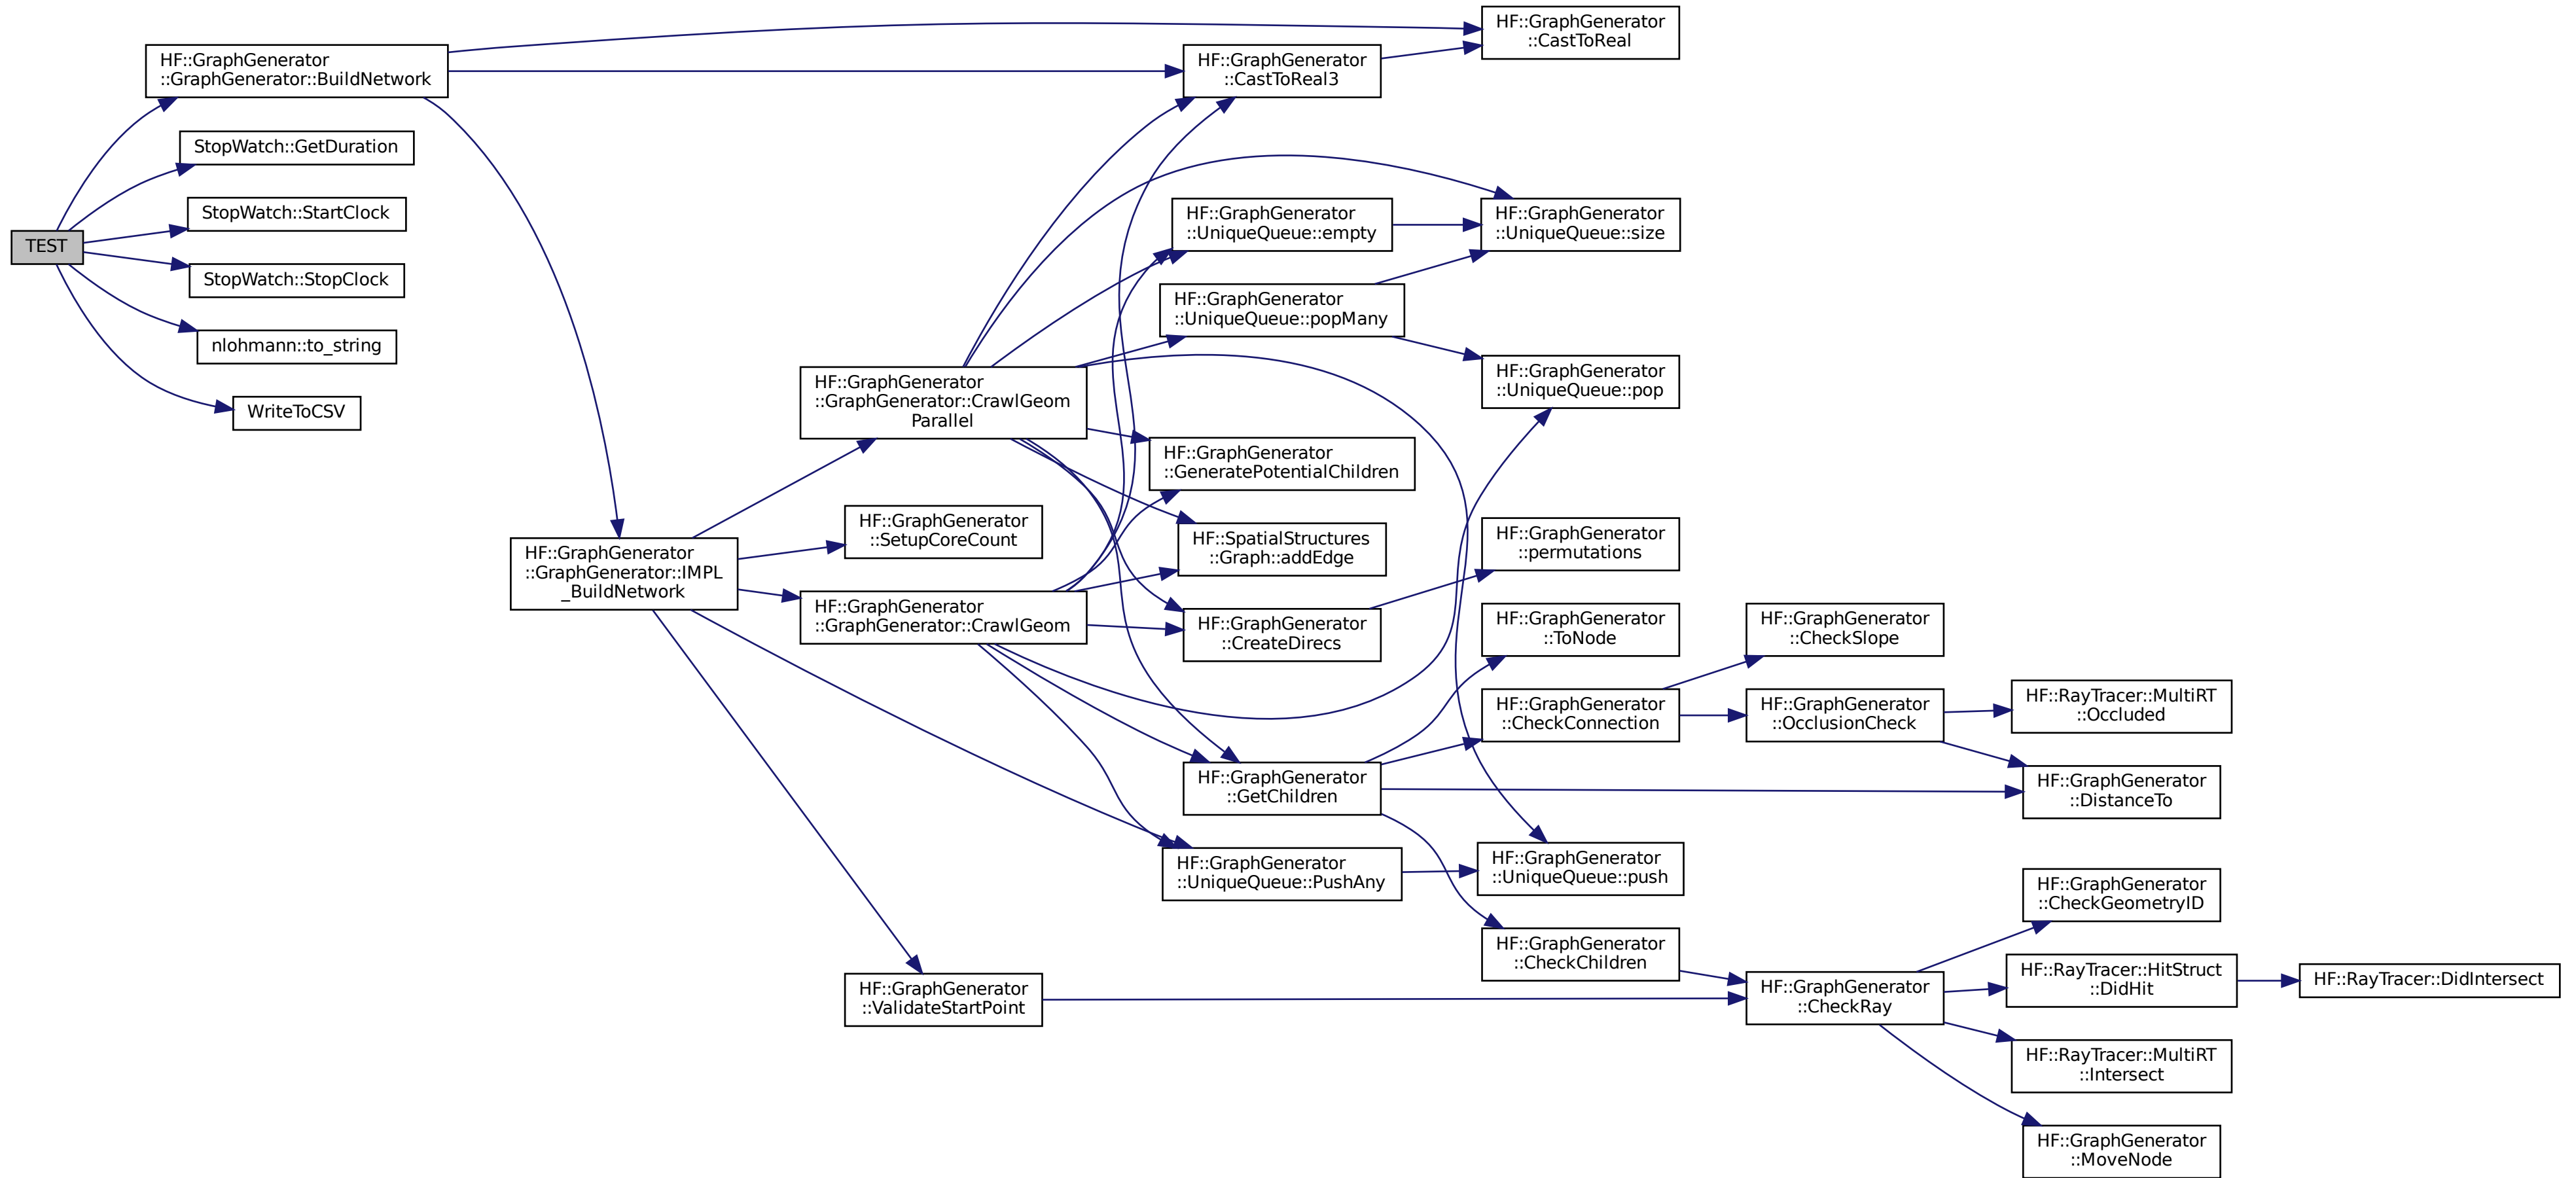 TEST
HF::GraphGenerator
::GraphGenerator::BuildNetwork
StopWatch::GetDuration
StopWatch::StartClock
StopWatch::StopClock
nlohmann::to_string
WriteToCSV
HF::GraphGenerator
::GraphGenerator::IMPL
_BuildNetwork
HF::GraphGenerator
::GraphGenerator::CrawlGeom
Parallel
HF::GraphGenerator
::SetupCoreCount
HF::GraphGenerator
::GraphGenerator::CrawlGeom
HF::GraphGenerator
::ValidateStartPoint
HF::GraphGenerator
::CastToReal3
HF::GraphGenerator
::UniqueQueue::empty
HF::GraphGenerator
::UniqueQueue::popMany
HF::GraphGenerator
::GeneratePotentialChildren
HF::SpatialStructures
::Graph::addEdge
HF::GraphGenerator
::CreateDirecs
HF::GraphGenerator
::GetChildren
HF::GraphGenerator
::UniqueQueue::PushAny
HF::GraphGenerator
::CastToReal
HF::GraphGenerator
::UniqueQueue::size
HF::GraphGenerator
::UniqueQueue::pop
HF::GraphGenerator
::permutations
HF::GraphGenerator
::ToNode
HF::GraphGenerator
::CheckConnection
HF::GraphGenerator
::UniqueQueue::push
HF::GraphGenerator
::CheckChildren
HF::GraphGenerator
::CheckSlope
HF::GraphGenerator
::OcclusionCheck
HF::GraphGenerator
::CheckRay
HF::RayTracer::MultiRT
::Occluded
HF::GraphGenerator
::DistanceTo
HF::GraphGenerator
::CheckGeometryID
HF::RayTracer::HitStruct
::DidHit
HF::RayTracer::MultiRT
::Intersect
HF::GraphGenerator
::MoveNode
HF::RayTracer::DidIntersect